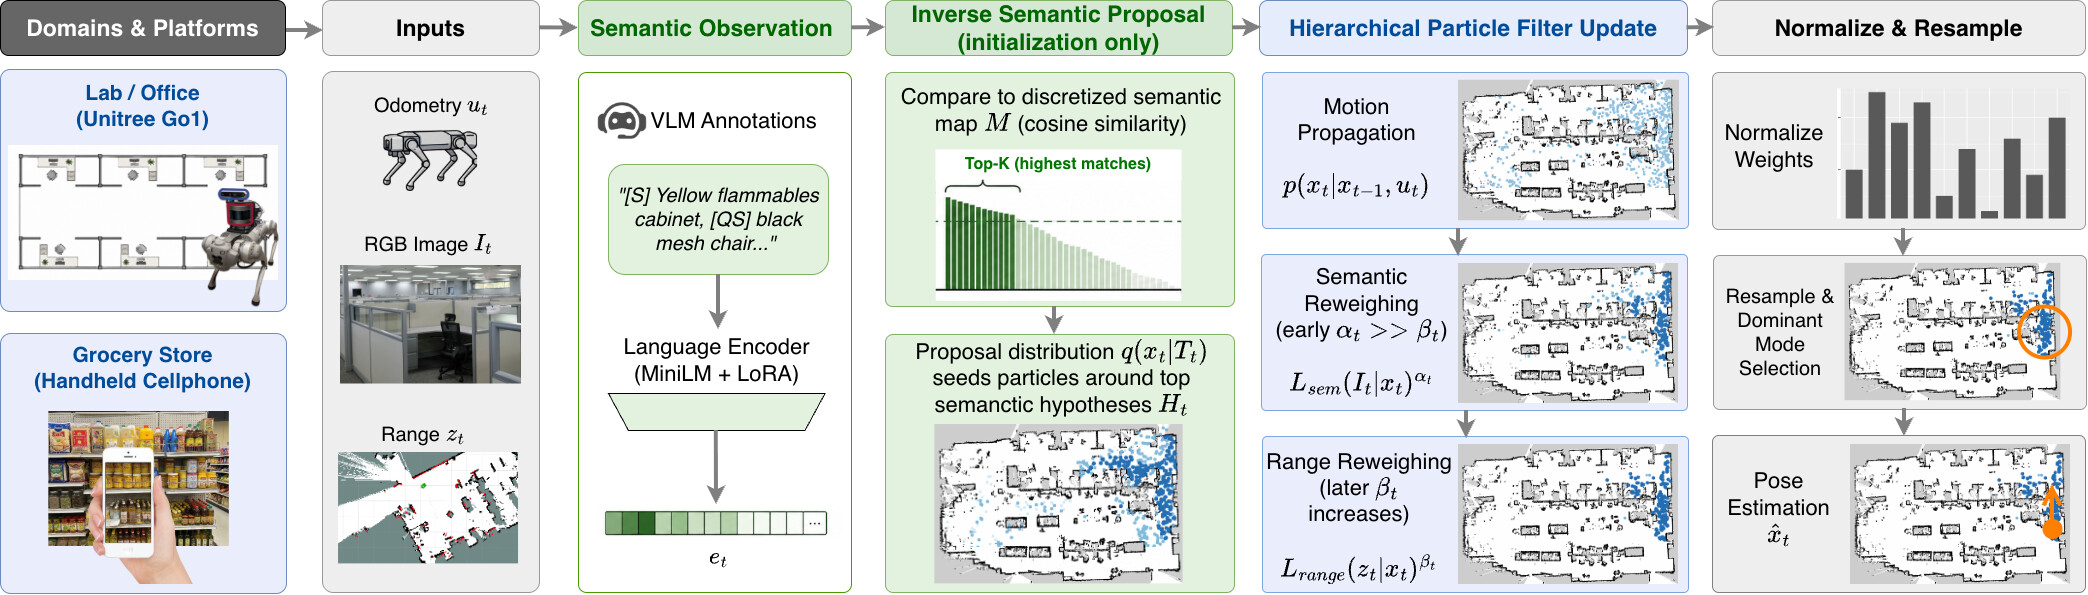 Domains & Platforms
Lab / Office
(Unitree Go1)
Grocery Store
(Handheld Cellphone)
Inputs
Odometry u_t
RGB Image I_t
Range z_t
Semantic Observation
VLM Annotations
"[S] Yellow flammables
cabinet, [QS] black
mesh chair..."
Language Encoder
(MiniLM + LoRA)
...
e_t
Inverse Semantic Proposal
(initialization only)
Compare to discretized semantic
map M (cosine similarity)
Top-K (highest matches)
Proposal distribution q(x_t|T_t)
seeds particles around top
semanctic hypotheses H_t
Hierarchical Particle Filter Update
Motion
Propagation
p(x_t|x_{t-1}, u_t)
Semantic
Reweighing
(early α_t >> β_t)
L_{sem}(I_t|x_t)^{α_t}
Range Reweighing
(later β_t
increases)
L_{range}(z_t|x_t)^{β_t}
Normalize & Resample
Normalize
Weights
Resample &
Dominant
Mode
Selection
Pose
Estimation
x̂_t